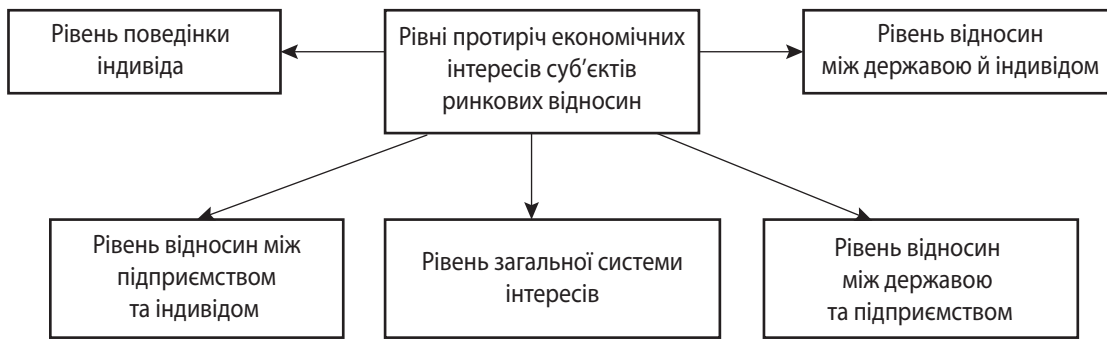 Рівень поведінки
індивіда
Рівні протиріч економічних
інтересів суб’єктів
ринкових відносин
Рівень відносин
між державою й індивідом
Рівень відносин між
підприємством
та індивідом
Рівень загальної системи
інтересів
Рівень відносин
між державою
та підприємством